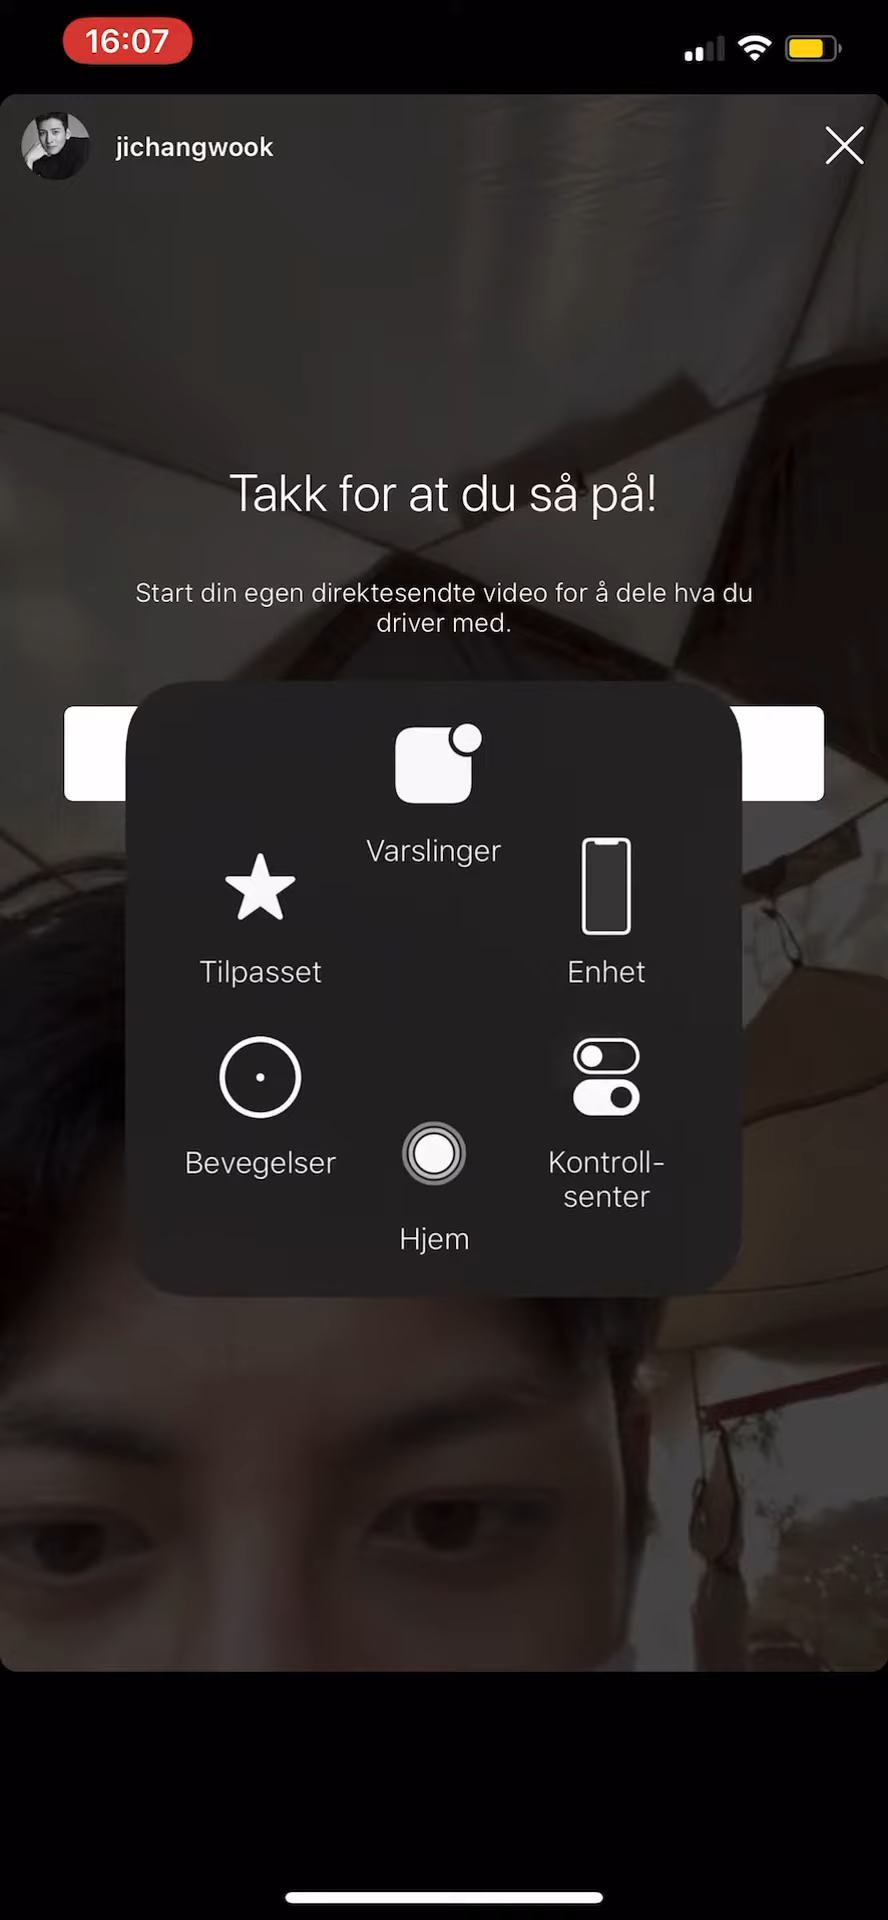 16:07
jichangwook
Takk for at du så på!
Start din egen direktesendte video for å dele hva du
driver med.
Varslinger
Tilpasset
Enhet
Bevegelser
Kontroll-
senter
Hjem